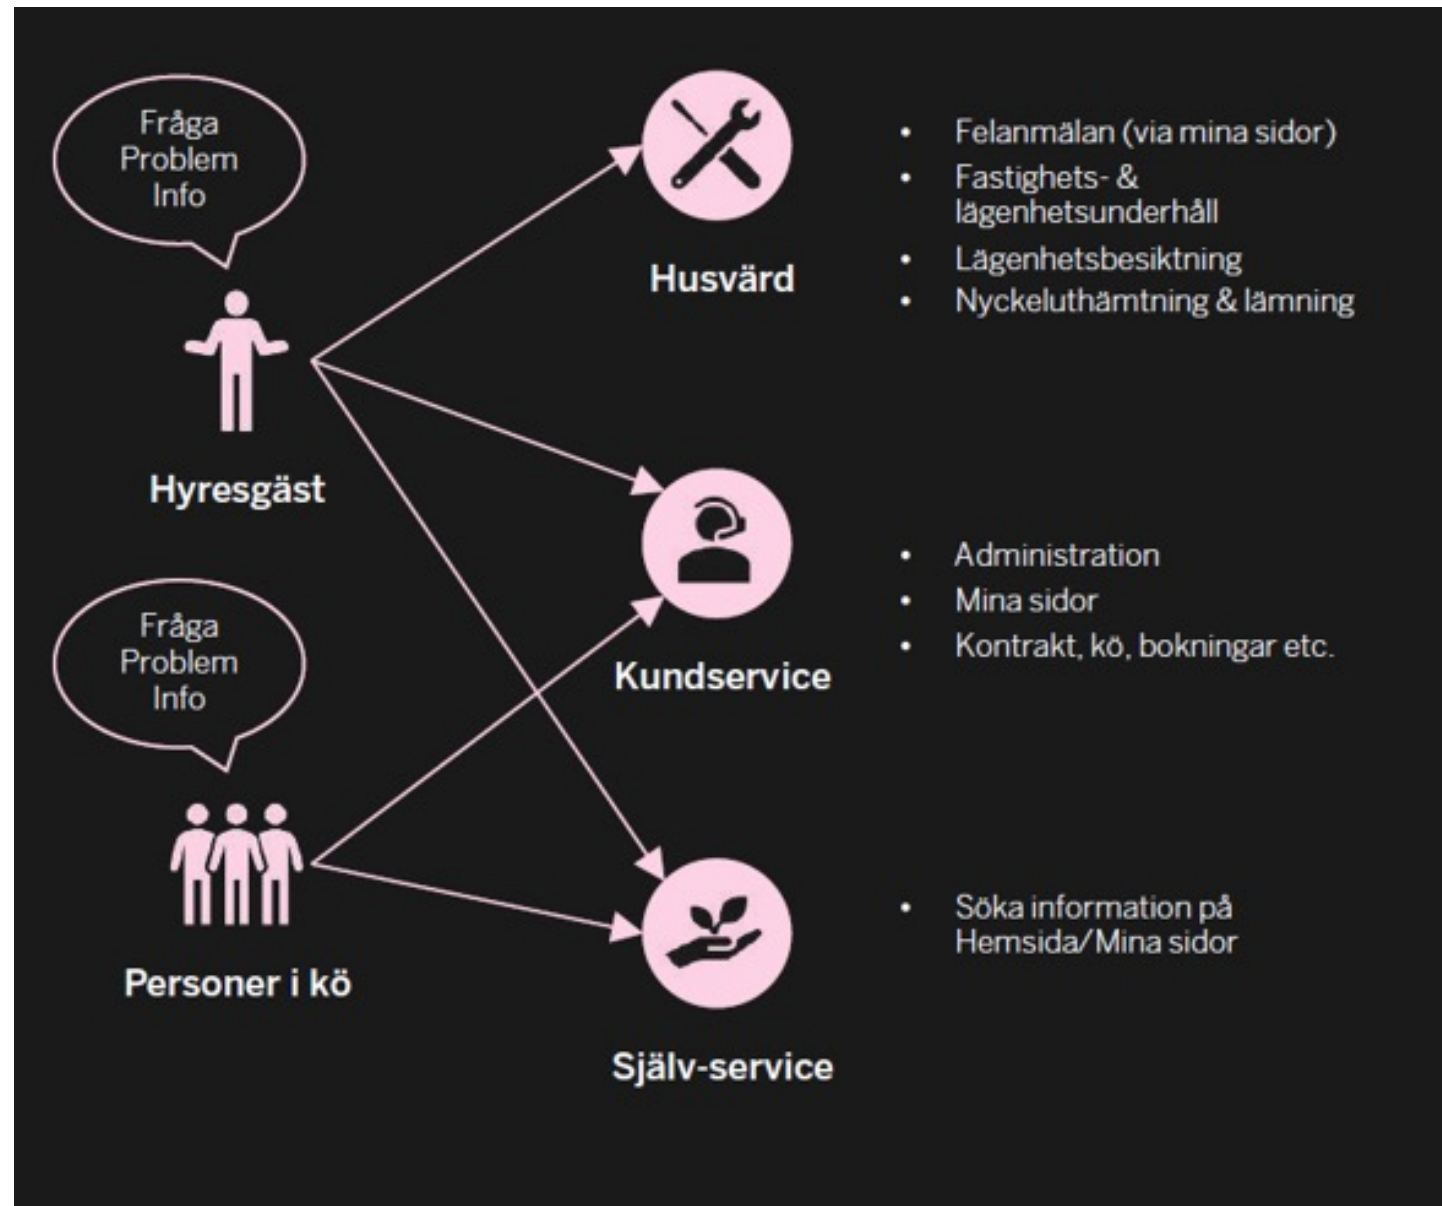 Fråga
Problem
Info
Hyresgäst
Fråga
Problem
Info
Personer i kö
Husvärd
• Felanmälan (via mina sidor)
• Fastighets- &
lägenhetsunderhåll
• Lägenhetsbesiktning
• Nyckeluthämtning & lämning
Kundservice
• Administration
• Mina sidor
• Kontrakt, kö, bokningar etc.
Själv-service
• Söka information på
Hemsida/Mina sidor